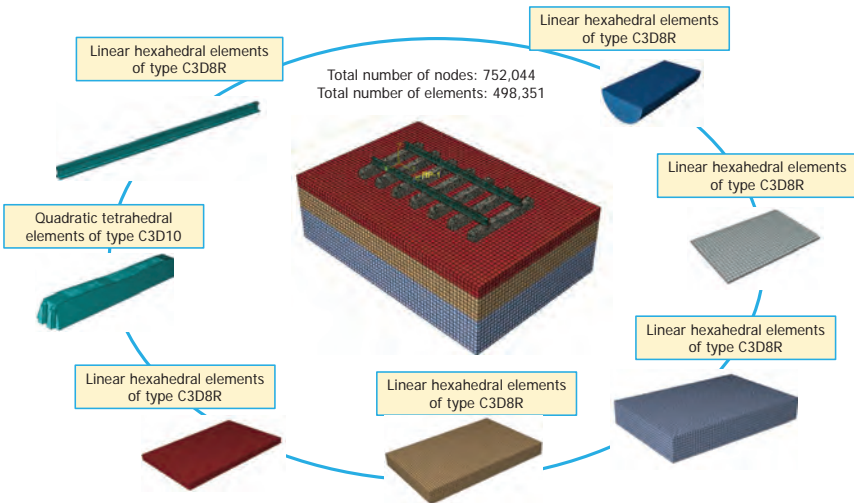 Linear hexahedral elements
of type C3D8R
Linear hexahedral elements
of type C3D8R
Total number of nodes: 752,044
Total number of elements: 498,351
Linear hexahedral elements
of type C3D8R
Quadratic tetrahedral
elements of type C3D10
Linear hexahedral elements
of type C3D8R
Linear hexahedral elements
of type C3D8R
Linear hexahedral elements
of type C3D8R